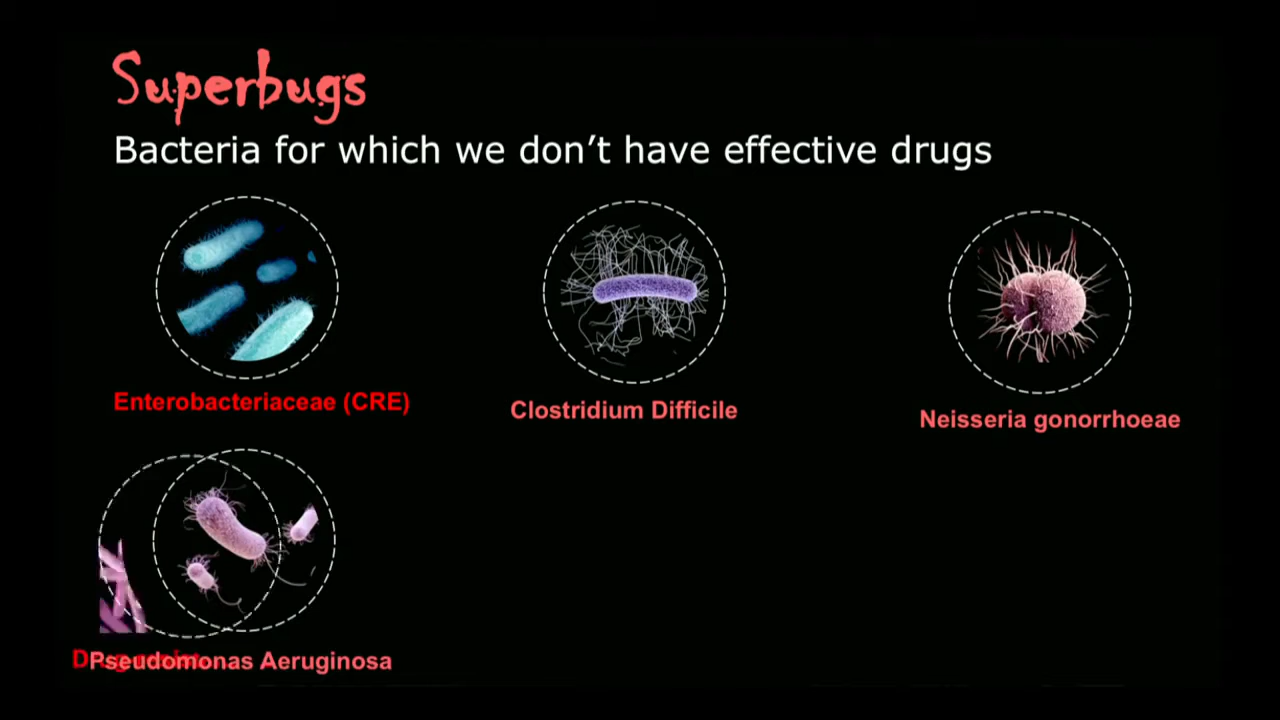 Superbugs
Bacteria for which we don't have effective drugs
Enterobacteriaceae (CRE)
Clostridium Difficile
Neisseria gonorrhoeae
Pseudomonas Aeruginosa